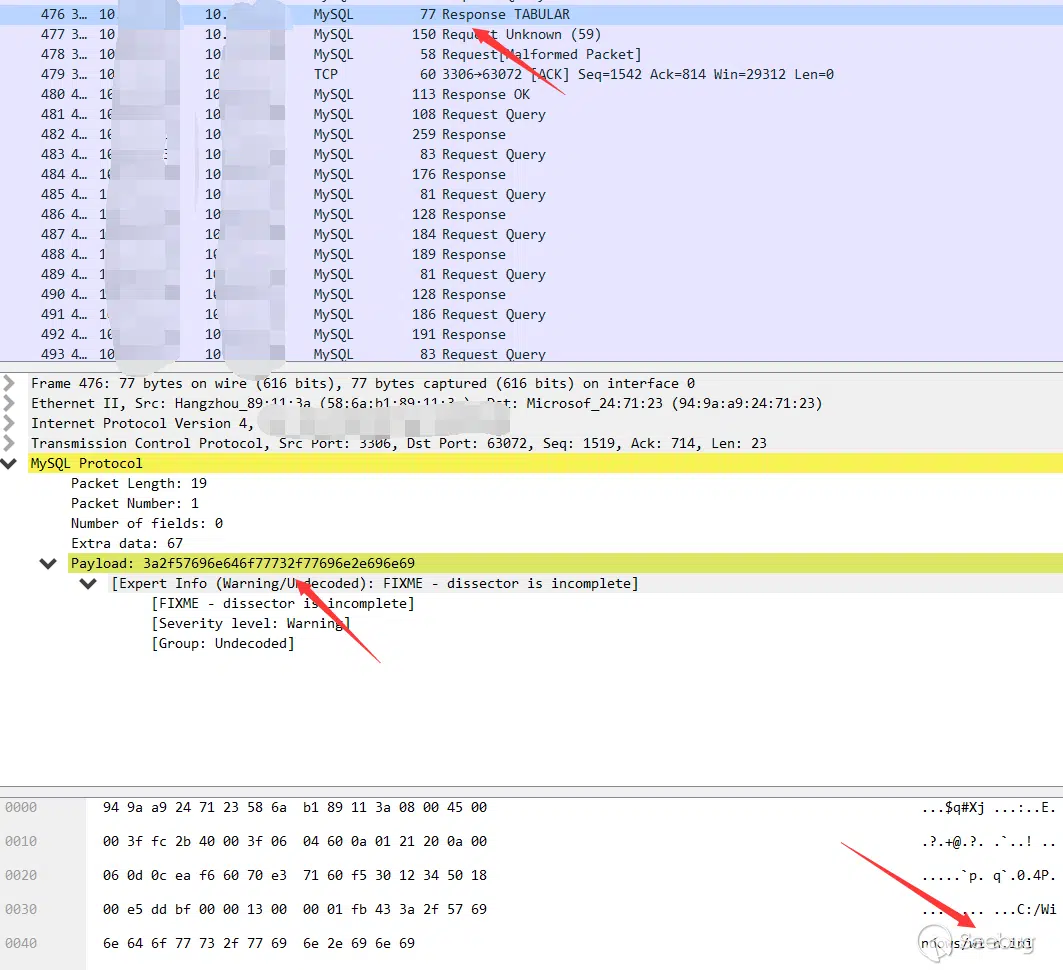 476 3… 10. 10. MySQL 77 Response TABULAR
477 3… 10 10. MySQL 150 Request Unknown (59)
478 3… 10 10 MySQL 58 Request[Malformed Packet]
479 3… 10 10 TCP 60 3306→63072 [ACK] Seq=1542 Ack=814 Win=29312 Len=0
480 4… 10 10 MySQL 113 Response OK
481 4… 10 10 MySQL 108 Request Query
482 4… 10 10 MySQL 259 Response
483 4… 10 10 MySQL 83 Request Query
484 4… 10 10 MySQL 176 Response
485 4… 10 MySQL 81 Request Query
486 4… 10 MySQL 128 Response
487 4… 10 MySQL 184 Request Query
488 4… 10 MySQL 189 Response
489 4… 10 MySQL 81 Request Query
490 4… 10 MySQL 128 Response
491 4… 10 MySQL 186 Request Query
492 4… 10 10 MySQL 191 Response
493 4… 10 10 MySQL 83 Request Query
Frame 476: 77 bytes on wire (616 bits), 77 bytes captured (616 bits) on interface 0
Ethernet II, Src: Hangzhou_89:11:3a (58:6a:b1:89:11:3a), Dst: Microsof_24:71:23 (94:9a:a9:24:71:23)
Internet Protocol Version 4,
Transmission Control Protocol, Src Port: 3306, Dst Port: 63072, Seq: 1519, Ack: 714, Len: 23
MySQL Protocol
Packet Length: 19
Packet Number: 1
Number of fields: 0
Extra data: 67
Payload: 3a2f57696e646f77732f77696e2e696e69
[Expert Info (Warning/Undecoded): FIXME - dissector is incomplete]
[FIXME - dissector is incomplete]
[Severity level: Warning]
[Group: Undecoded]
0000 94 9a a9 24 71 23 58 6a b1 89 11 3a 08 00 45 00 ...$q#Xj ...:..E.
0010 00 3f fc 2b 40 00 3f 06 04 60 0a 01 21 20 0a 00 .?.+@.?. .`..! ..
0020 06 0d 0c ea f6 60 70 e3 71 60 f5 30 12 34 50 18 .....`p. q`.0.4P.
0030 00 e5 dd bf 00 00 13 00 00 01 fb 43 3a 2f 57 69 ........ ...C:/Wi
0040 6e 64 6f 77 73 2f 77 69 6e 2e 69 6e 69 ndows/wi n.ini
Seebug